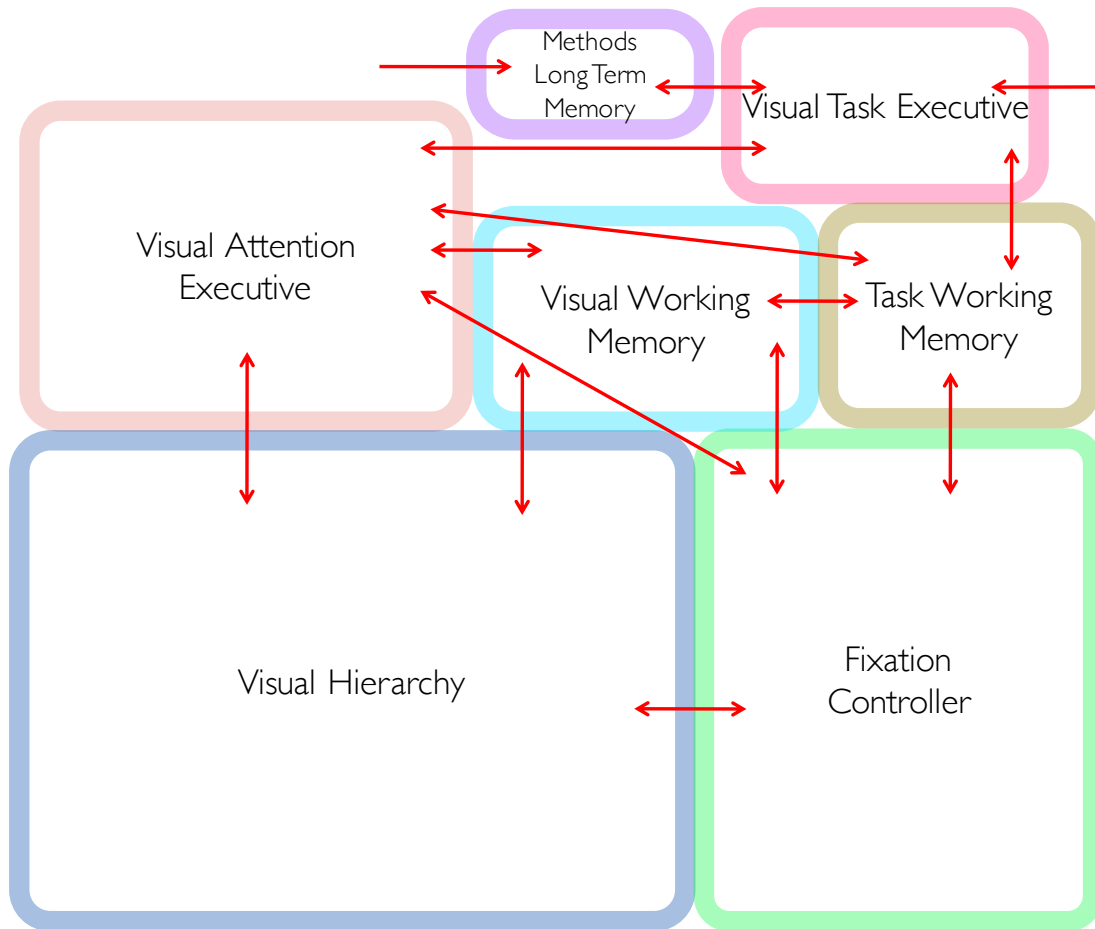 Methods
Long Term
Memory
Visual Task Executive
Visual Attention
Executive
Visual Working
Memory
Task Working
Memory
Visual Hierarchy
Fixation
Controller